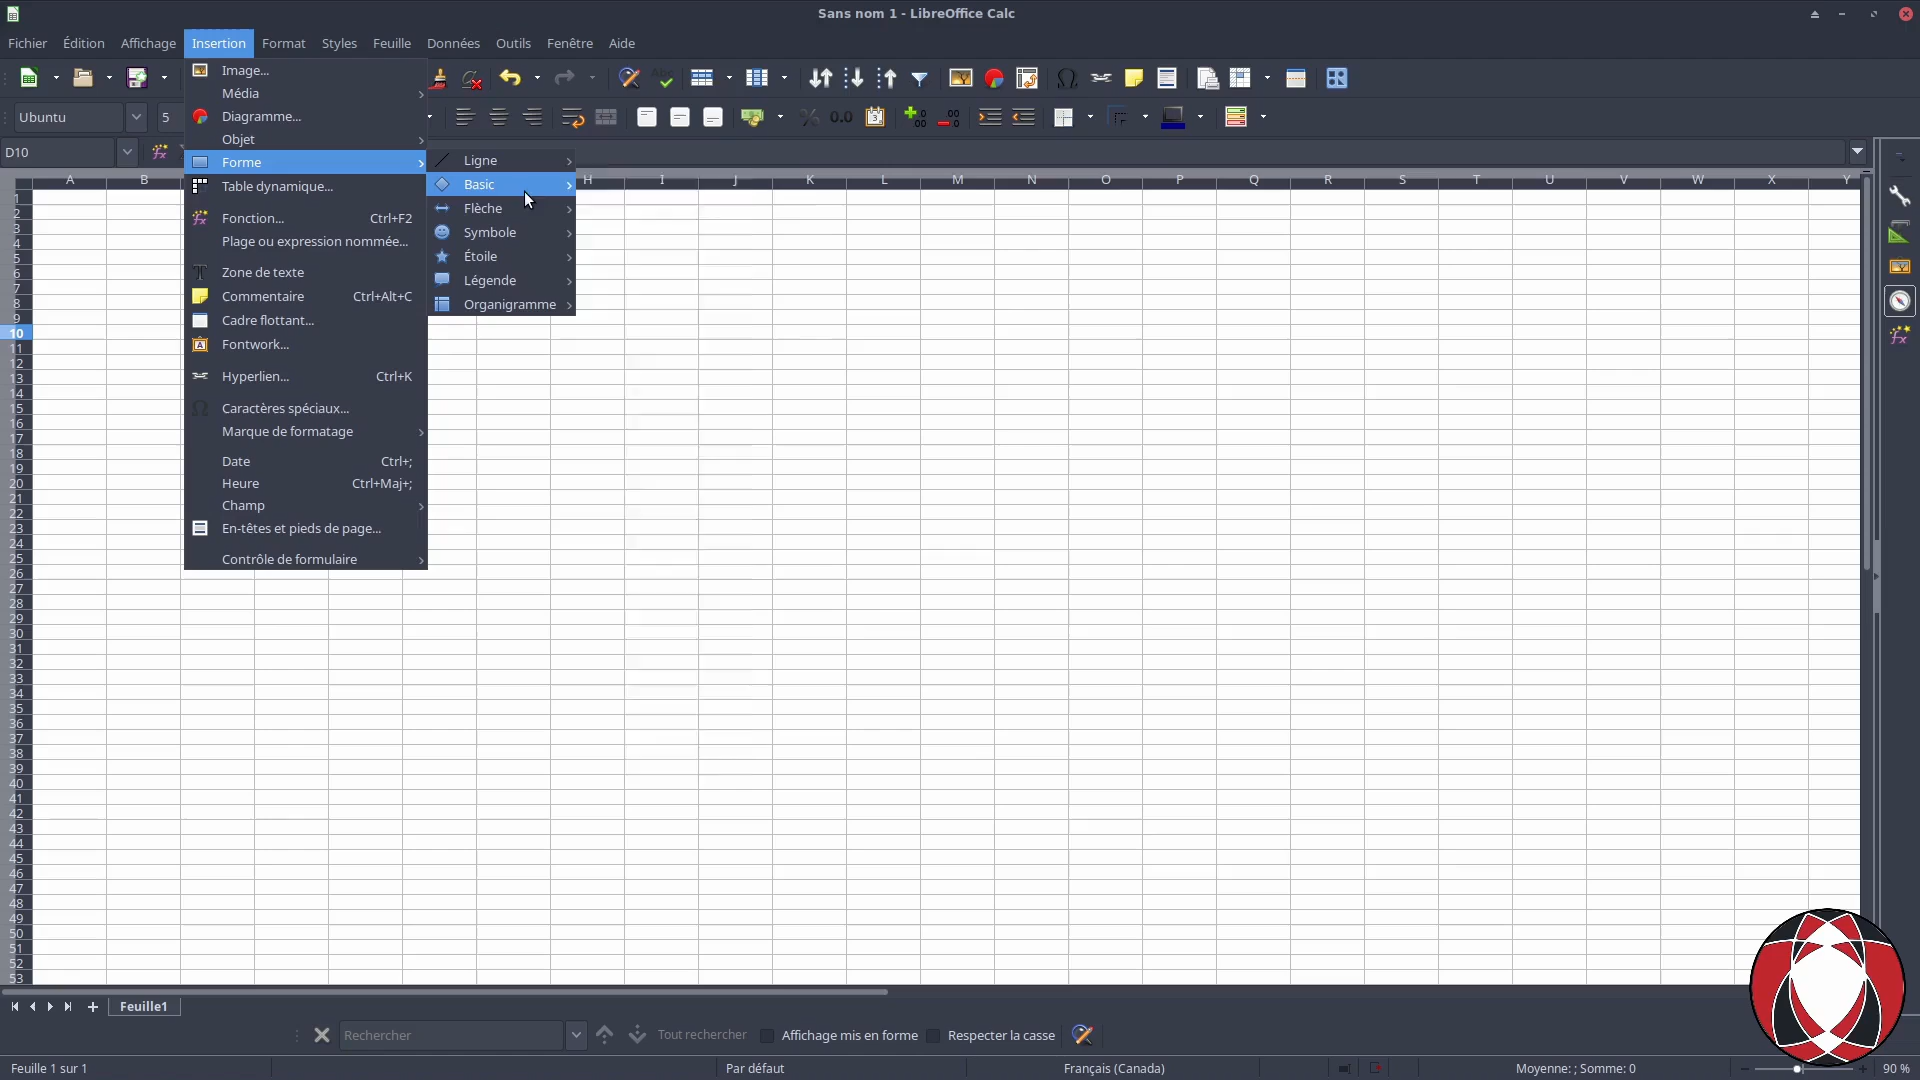 Sans nom 1 - LibreOffice Calc
Fichier Édition Affichage Insertion Format Styles Feuille Données Outils Fenêtre Aide
Ubuntu 5
D10
Image...
Média
Diagramme...
Objet
Forme
Table dynamique...
Fonction... Ctrl+F2
Plage ou expression nommée...
Zone de texte
Commentaire Ctrl+Alt+C
Cadre flottant...
Fontwork...
Hyperlien... Ctrl+K
Caractères spéciaux...
Marque de formatage
Date Ctrl+;
Heure Ctrl+Maj+;
Champ
En-têtes et pieds de page...
Contrôle de formulaire
Ligne
Basic
Flèche
Symbole
Étoile
Légende
Organigramme
A B H I J K L M N O P Q R S T U V W X Y
1
2
3
4
5
6
7
8
9
10
11
12
13
14
15
16
17
18
19
20
21
22
23
24
25
26
27
28
29
30
31
32
33
34
35
36
37
38
39
40
41
42
43
44
45
46
47
48
49
50
51
52
53
Feuille1
Rechercher Tout rechercher Affichage mis en forme Respecter la casse
Feuille 1 sur 1 Par défaut Français (Canada) Moyenne: ; Somme: 0 90 %